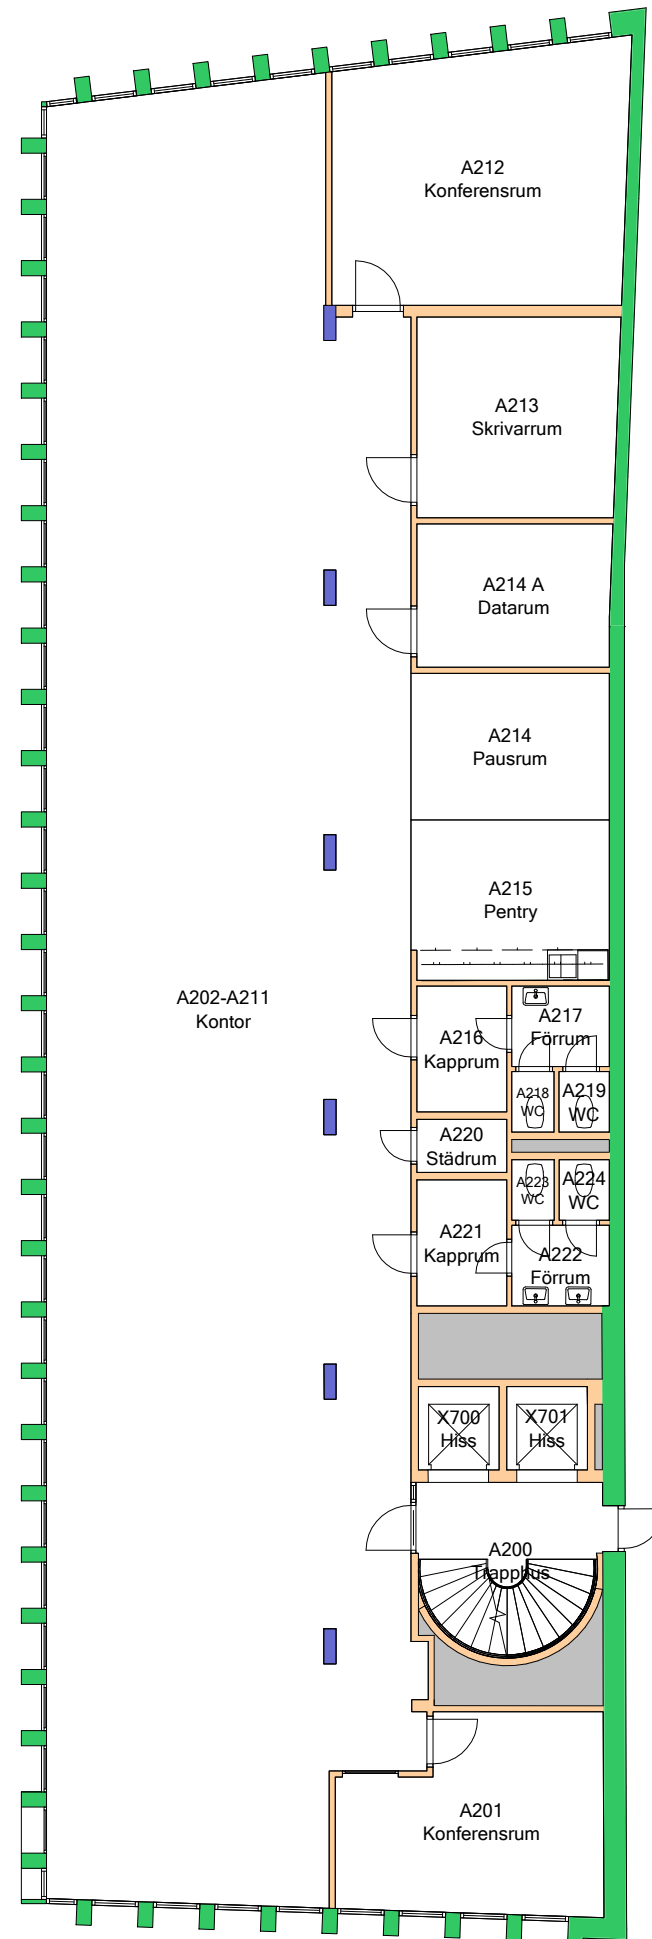 A212
Konferensrum
A213
Skrivarrum
A214 A
Datarum
A214
Pausrum
A215
Pentry
A202-A211
Kontor
A216
Kapprum
A217
Förrum
A218
WC
A219
WC
A220
Städrum
A223
WC
A224
WC
A221
Kapprum
A222
Förrum
X700
Hiss
X701
Hiss
A200
Trapphus
A201
Konferensrum